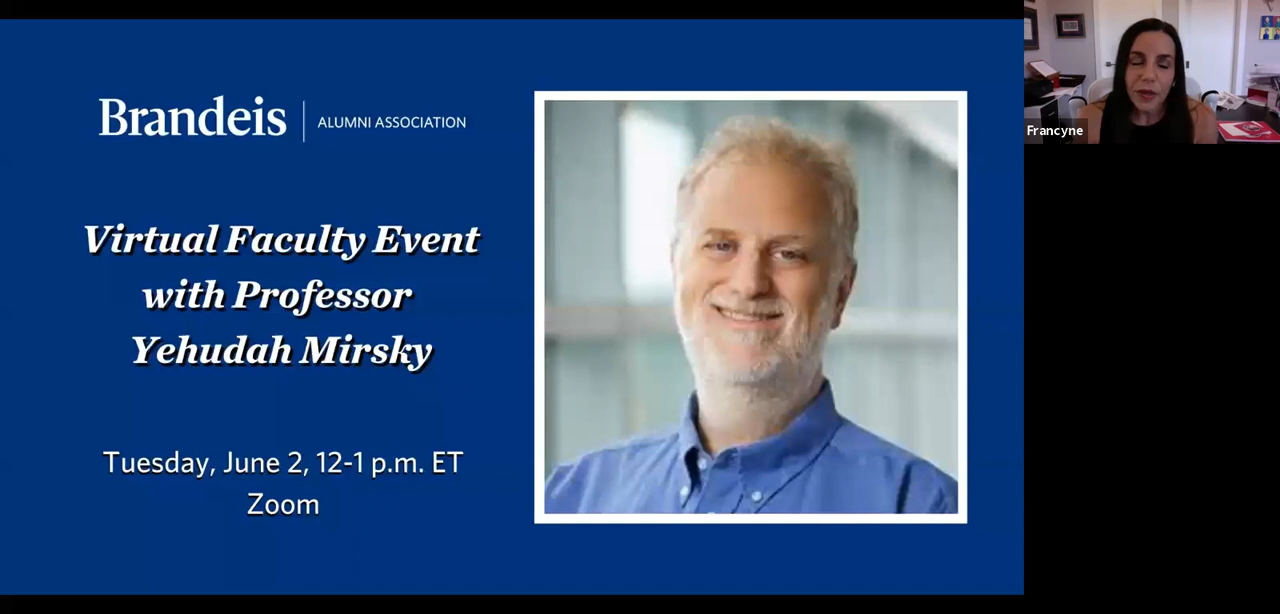 Brandeis | ALUMNI ASSOCIATION
Virtual Faculty Event
with Professor
Yehudah Mirsky
Tuesday, June 2, 12-1 p.m. ET
Zoom
Francyne